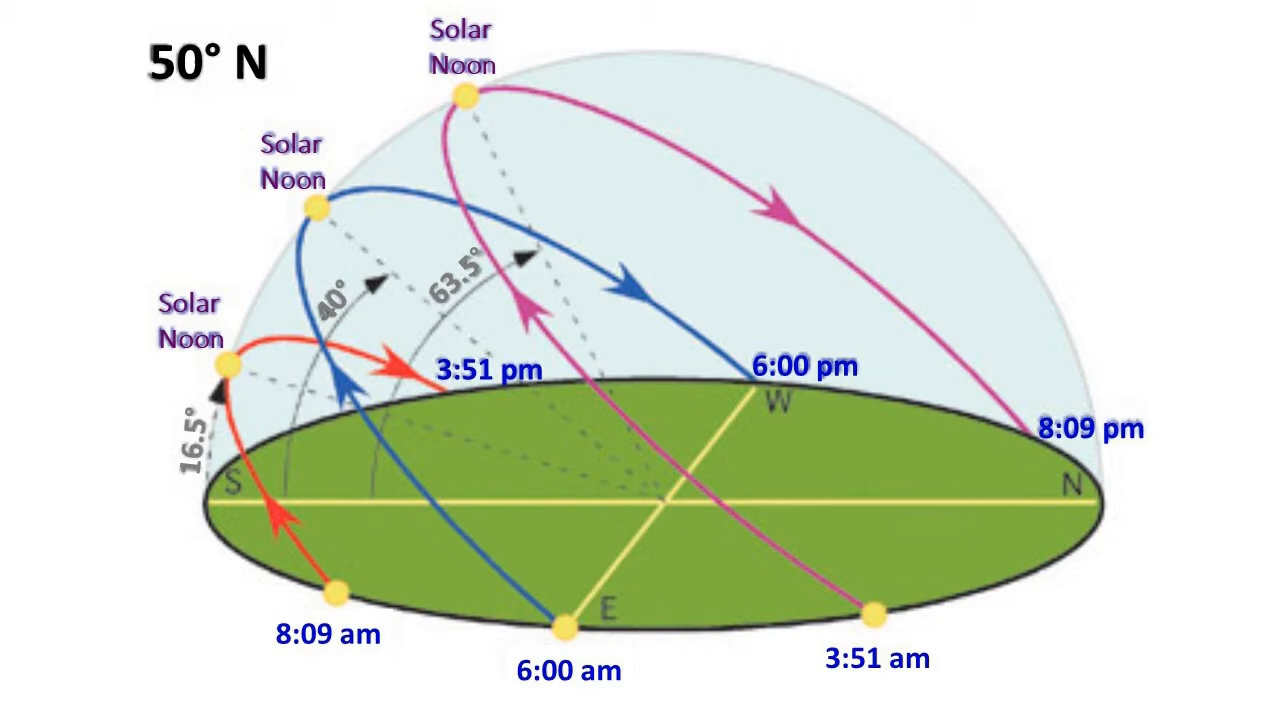 Solar
Noon
50° N
Solar
Noon
63.5°
40°
Solar
Noon
3:51 pm
6:00 pm
W
8:09 pm
16.5°
S
N
E
8:09 am
6:00 am
3:51 am